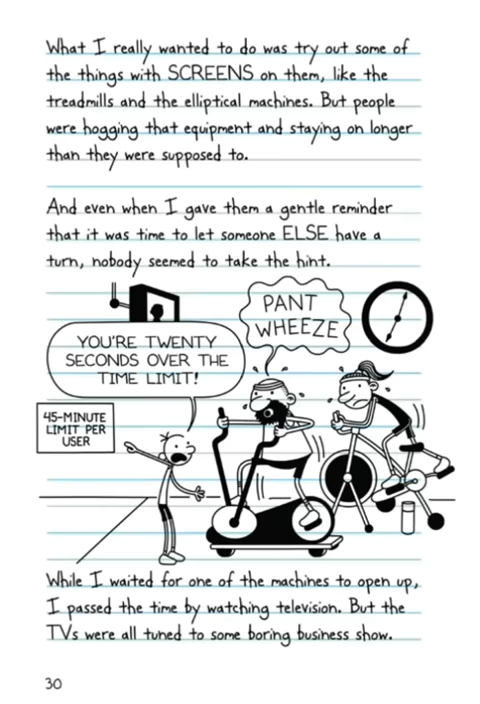 What I really wanted to do was try out some of
the things with SCREENS on them, like the
treadmills and the elliptical machines. But people
were hogging that equipment and staying on longer
than they were supposed to.
And even when I gave them a gentle reminder
that it was time to let someone ELSE have a
turn, nobody seemed to take the hint.
PANT
WHEEZE
YOU'RE TWENTY
SECONDS OVER THE
TIME LIMIT!
45-MINUTE
LIMIT PER
USER
While I waited for one of the machines to open up,
I passed the time by watching television. But the
TVs were all tuned to some boring business show.
30